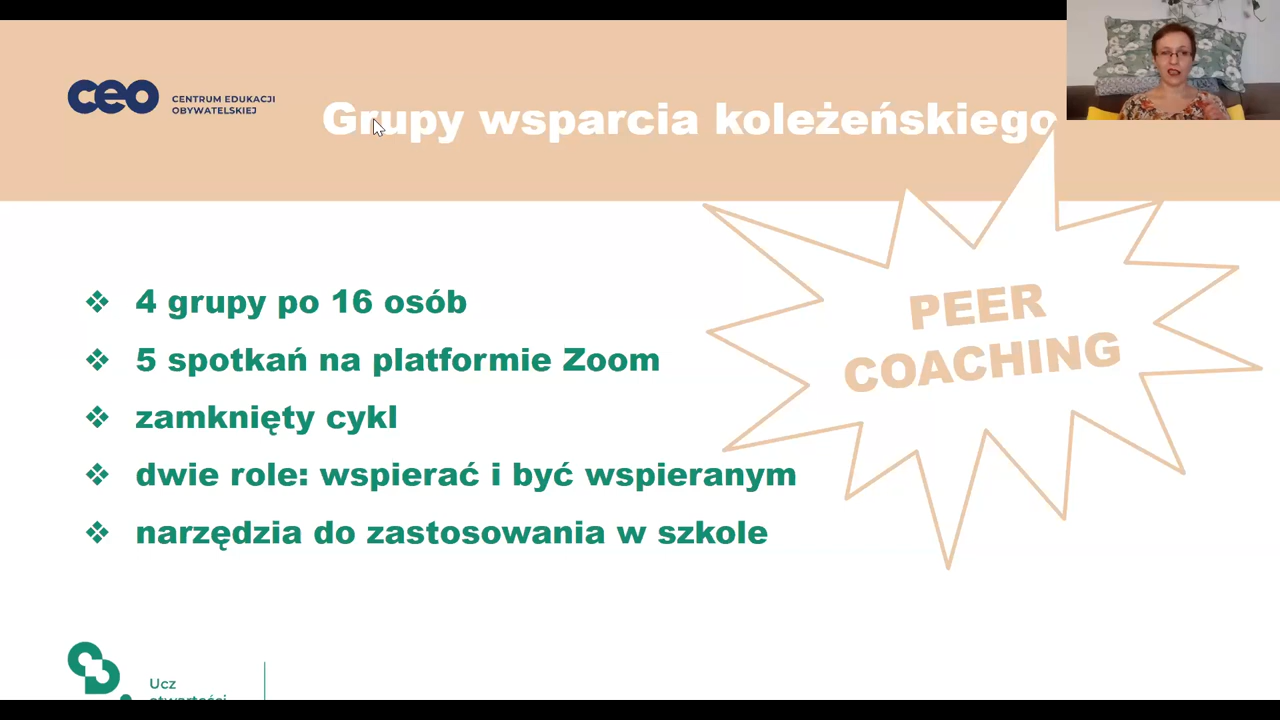 ceo
CENTRUM EDUKACJI
OBYWATELSKIEJ
Grupy wsparcia koleżeńskiego
PEER
COACHING
❖ 4 grupy po 16 osób
❖ 5 spotkań na platformie Zoom
❖ zamknięty cykl
❖ dwie role: wspierać i być wspieranym
❖ narzędzia do zastosowania w szkole
Ucz
otwartości